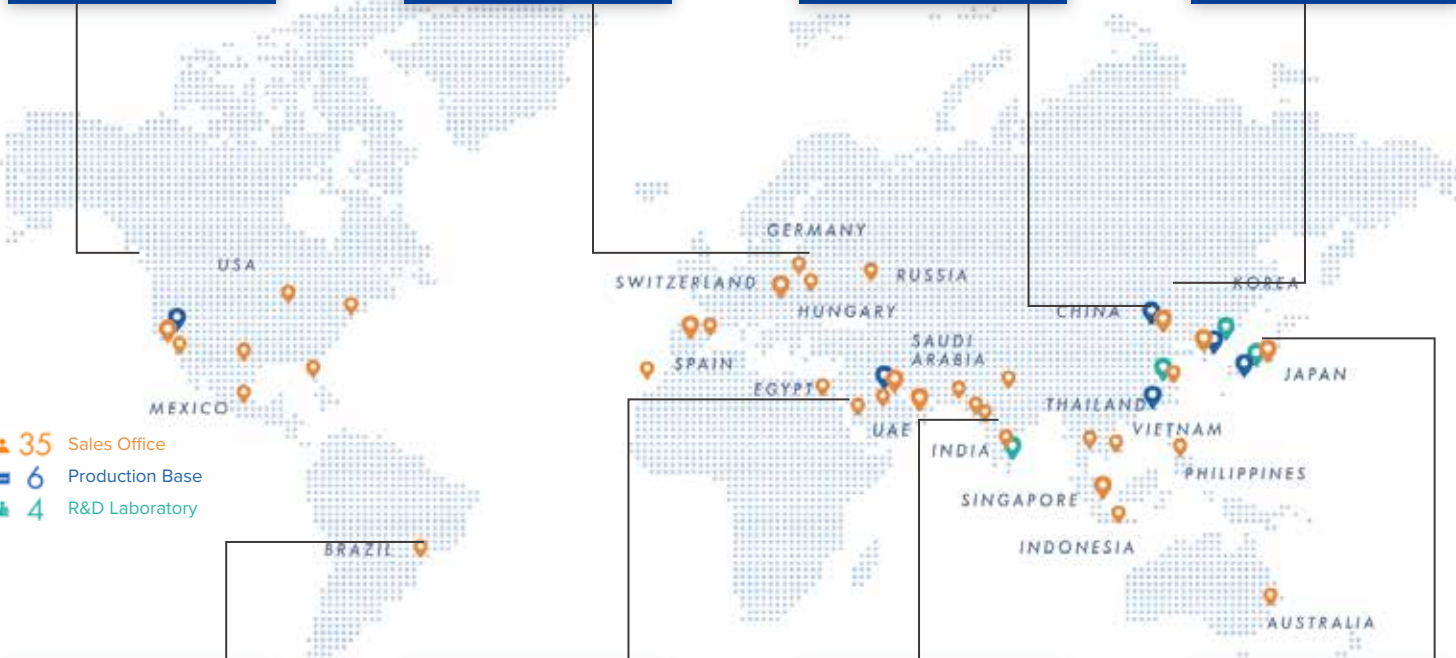 GERMANY
USA
SWITZERLAND
RUSSIA
KOREA
HUNGARY
CHINA
SAUDI
ARABIA
SPAIN
JAPAN
EGYPT
MEXICO
THAILAND
UAE
VIETNAM
35 Sales Office
INDIA
6 Production Base
PHILIPPINES
SINGAPORE
4 R&D Laboratory
BRAZIL
INDONESIA
AUSTRALIA